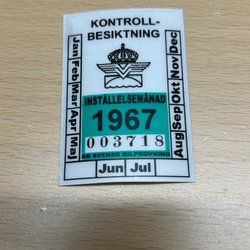 KONTROLL-
BESIKTNING
Jan Feb Mar Apr Maj
INSTÄLLELSEMÅNAD
1967
003718
AB SVENSK BILPROVNING
Jun Jul
Aug Sep Okt Nov Dec